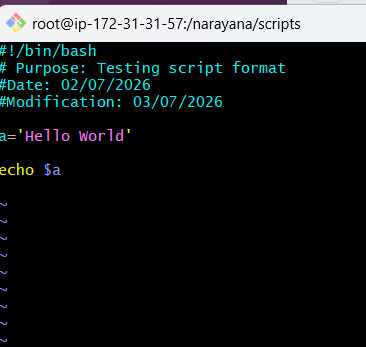 root@ip-172-31-31-57:/narayana/scripts
#!/bin/bash
# Purpose: Testing script format
#Date: 02/07/2026
#Modification: 03/07/2026
a='Hello World'
echo $a
~
~
~
~
~
~
~
~
~